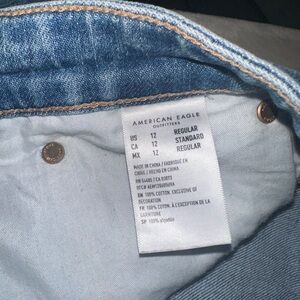 AMERICAN EAGLE
OUTFITTERS
US 12 REGULAR
CA 12 STANDARD
MX 12 REGULAR
MADE IN CHINA / FABRIQUÉ EN
CHINE / HECHO EN CHINA
EN 100% COTTON, EXCLUSIVE OF
DECORATION
FR 100% COTON, À L'EXCEPTION DE LA
GARNITURE
SP 100% algodón